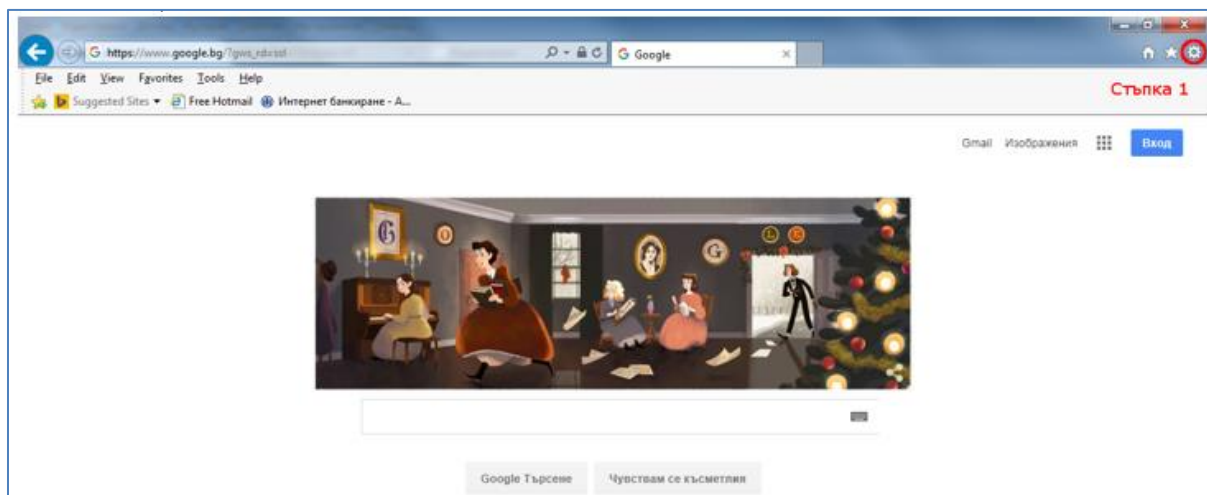 https://www.google.bg/?gws_rd=ssl
Google
File Edit View Favorites Tools Help
Suggested Sites Free Hotmail Интернет банкиране - А...
Стъпка 1
Gmail Изображения Вход
G O O G L E
Google Търсене Чувствам се късметлия